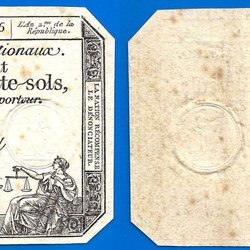 L'An 2me de la
République.
tionaux.
te-sols,
porteur.
LA NATION RÉCOMPENSE
LE DÉNONCIATEUR.